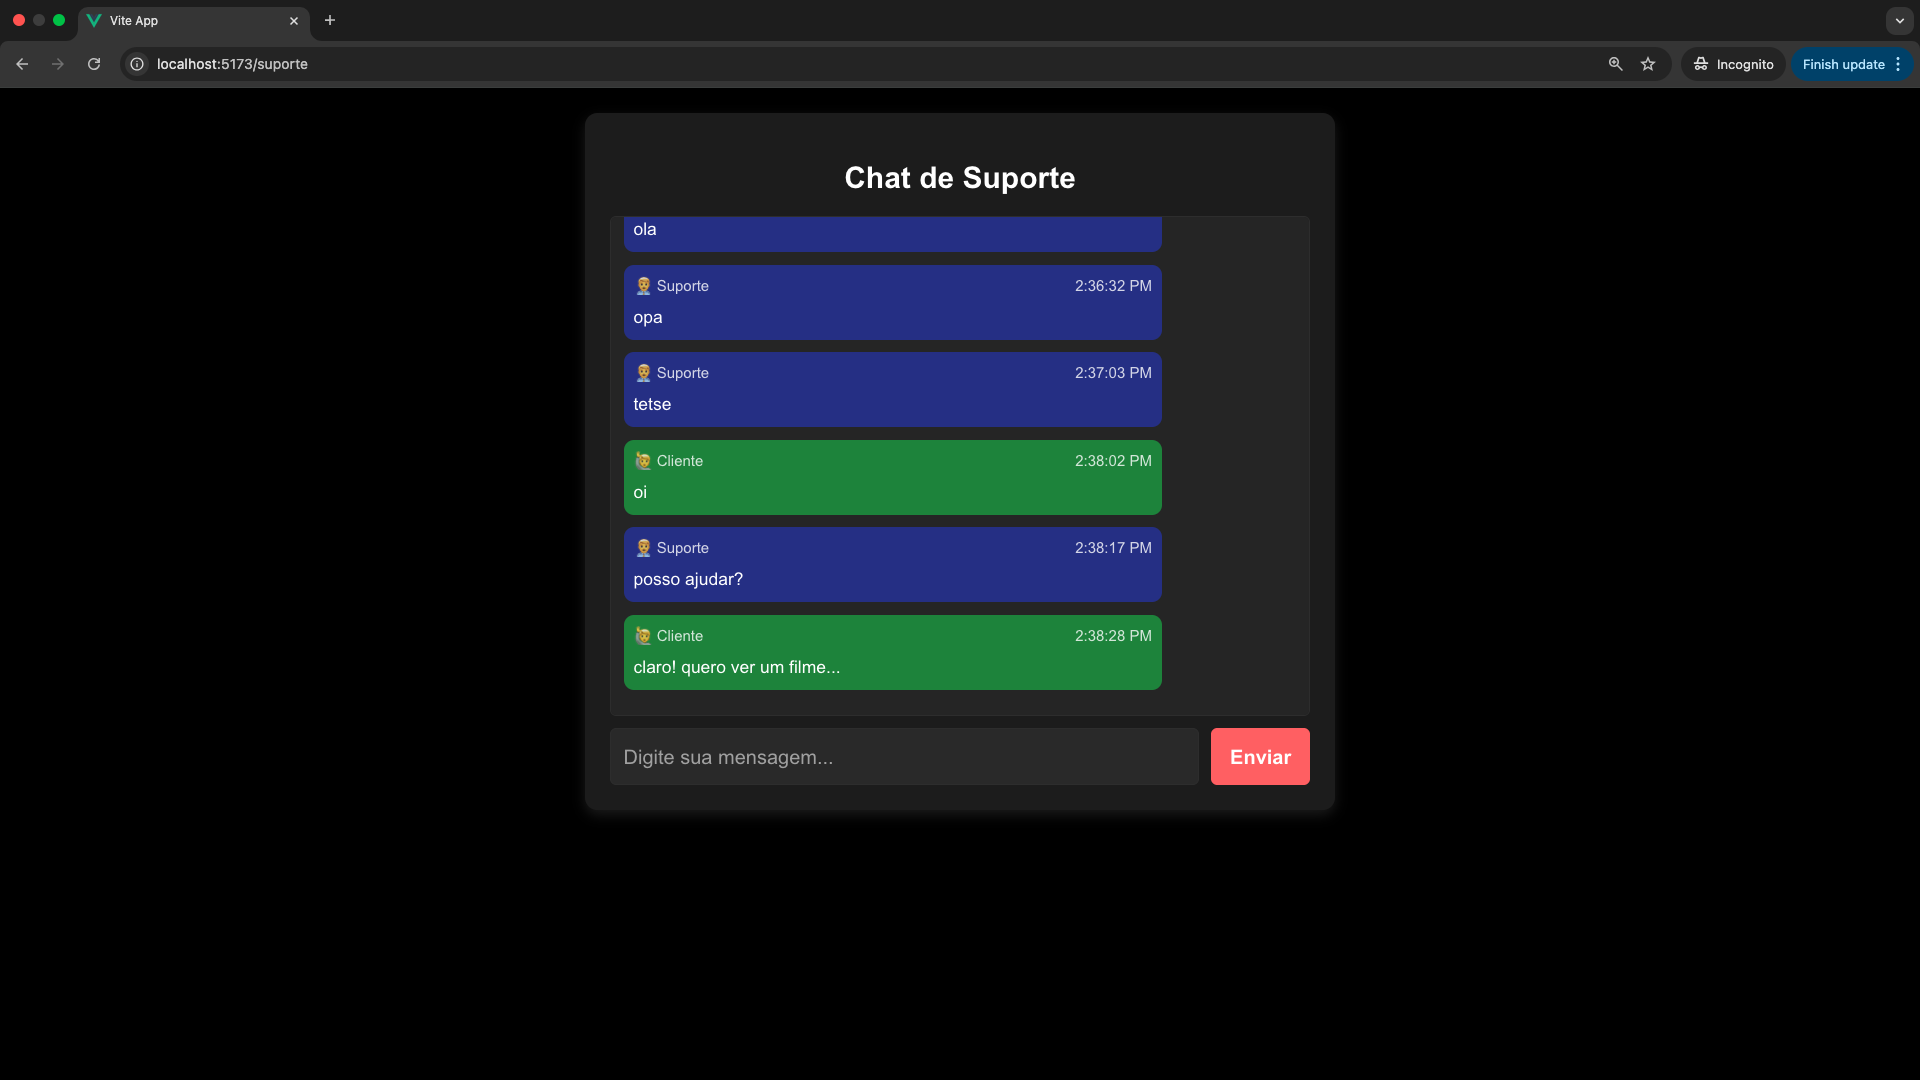 Vite App
localhost:5173/suporte
Incognito
Finish update
Chat de Suporte
ola
Suporte 2:36:32 PM
opa
Suporte 2:37:03 PM
tetse
Cliente 2:38:02 PM
oi
Suporte 2:38:17 PM
posso ajudar?
Cliente 2:38:28 PM
claro! quero ver um filme...
Digite sua mensagem...
Enviar